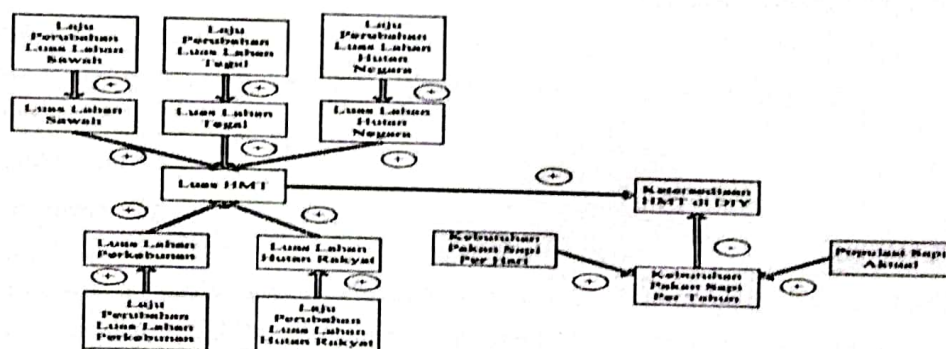 Laju
Perubahan
Luas Lahan
Sawah
Laju
Perubahan
Luas Lahan
Tegal
Laju
Perubahan
Luas Lahan
Hutan
Negara
+
+
+
Luas Lahan
Sawah
Luas Lahan
Tegal
Luas Lahan
Hutan
Negara
+
+
+
Luas HMT
+
Ketersediaan
HMT di DIY
+
+
Luas Lahan
Perkebunan
Luas Lahan
Hutan Rakyat
Kebutuhan
Pakan Sapi
Per Hari
-
Populasi Sapi
Aktual
+
+
+
Kebutuhan
Pakan Sapi
Per Tahun
+
Laju
Perubahan
Luas Lahan
Perkebunan
Laju
Perubahan
Luas Lahan
Hutan Rakyat